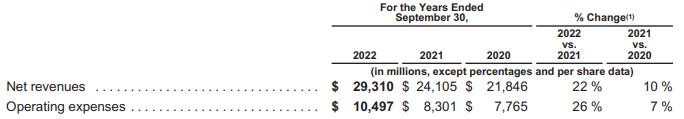 For the Years Ended
September 30,
% Change(1)
2022
vs.
2021
2021
vs.
2020
2022 2021 2020
(in millions, except percentages and per share data)
Net revenues ................................ $ 29,310 $ 24,105 $ 21,846 22 % 10 %
Operating expenses ........................... $ 10,497 $ 8,301 $ 7,765 26 % 7 %